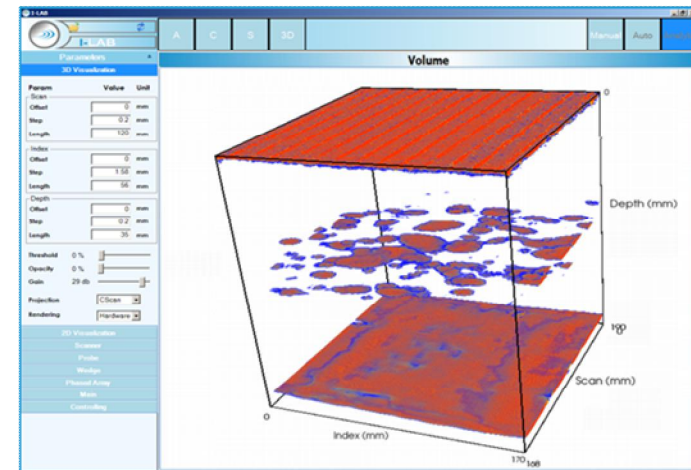 I-LAB
I-LAB
A C S 3D Manual Auto
Parameters
3D Visualization
Volume
Param Value Unit
Scan
Offset 0 mm
Step 0.2 mm
Length 120 mm
Index
Offset 0 mm
Step 1.58 mm
Length 56 mm
Depth
Offset 0 mm
Step 0.2 mm
Length 35 mm
Threshold 0 %
Opacity 0 %
Gain 29 db
Projection CScan
Rendering Hardware
2D Visualization
Scanner
Probe
Wedge
Phased Array
Main
Controlling
0
Depth (mm)
Scan (mm)
0
Index (mm)
170 168